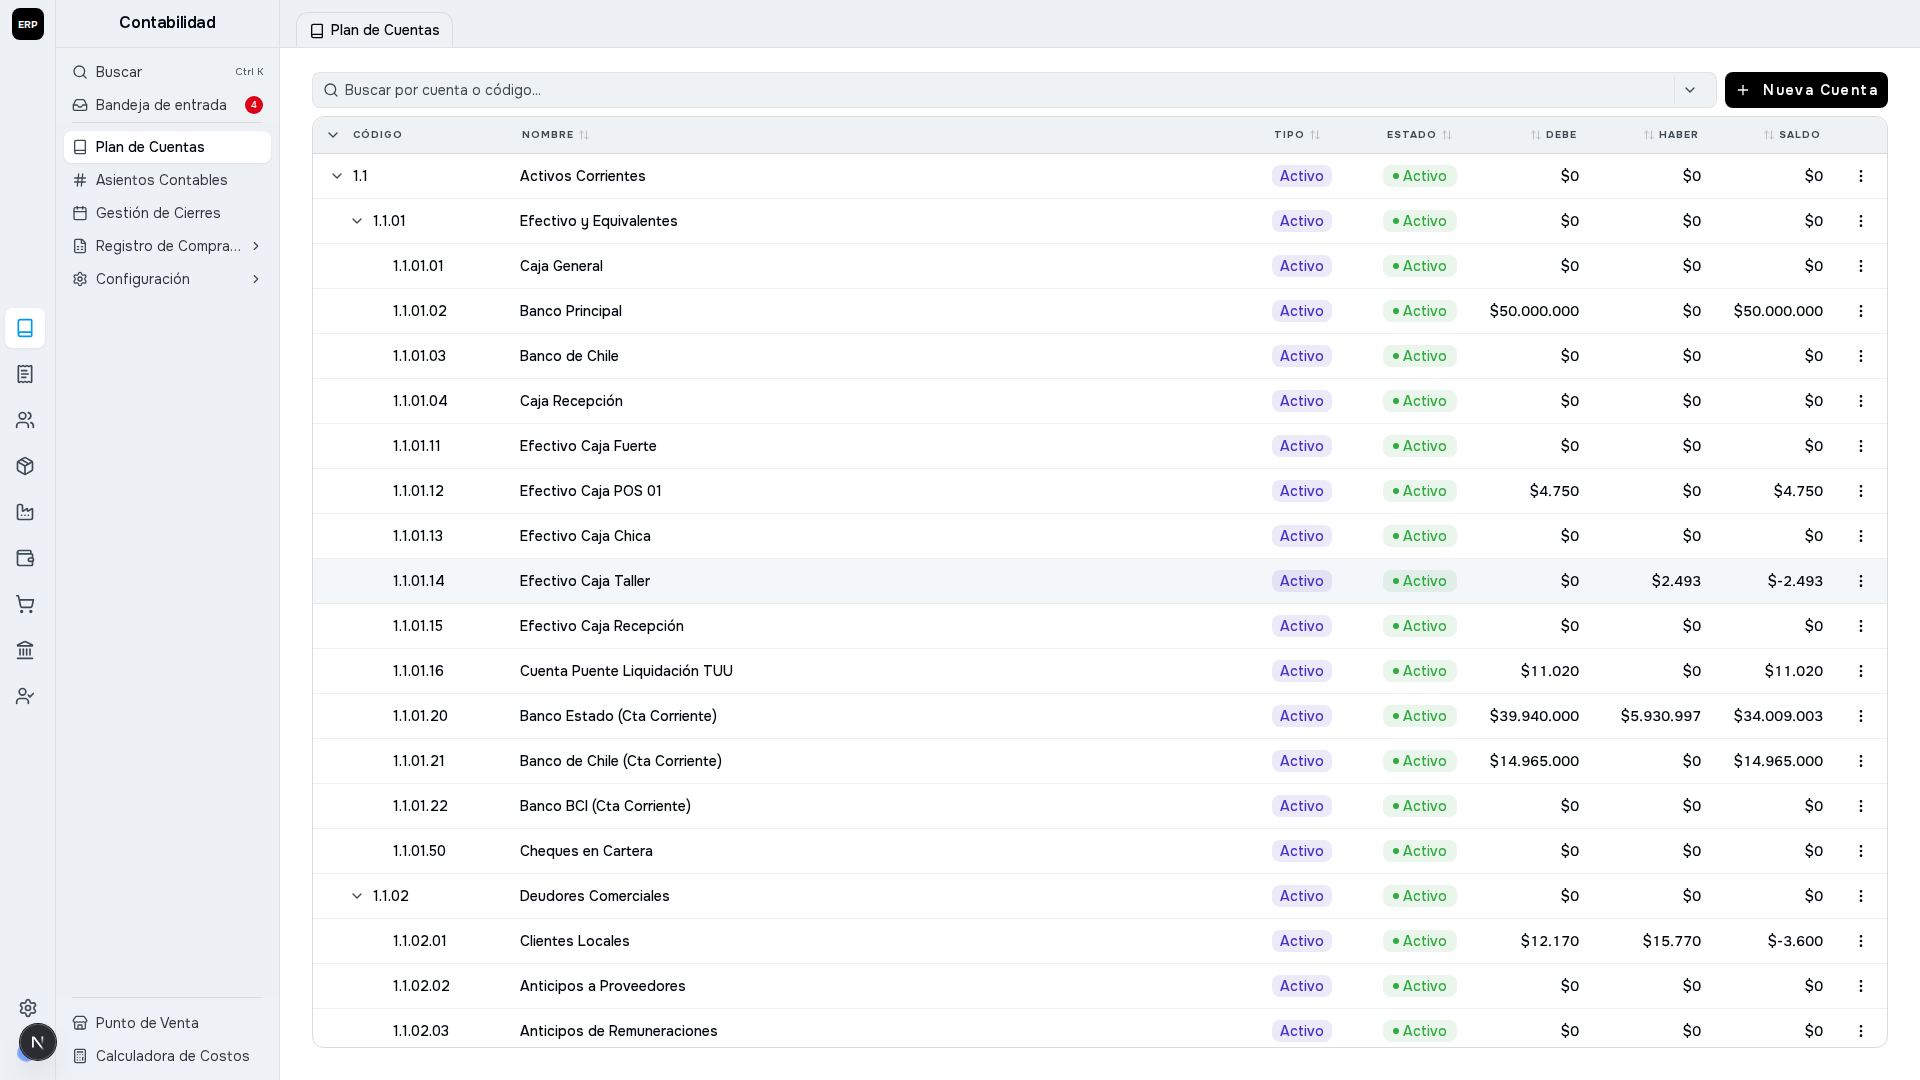 ERP
Contabilidad
Buscar Ctrl K
Bandeja de entrada 4
Plan de Cuentas
Asientos Contables
Gestión de Cierres
Registro de Compra...
Configuración
Punto de Venta
Calculadora de Costos
N
Plan de Cuentas
Buscar por cuenta o código...
Nueva Cuenta
CÓDIGO NOMBRE TIPO ESTADO DEBE HABER SALDO
1.1 Activos Corrientes Activo Activo $0 $0 $0
1.1.01 Efectivo y Equivalentes Activo Activo $0 $0 $0
1.1.01.01 Caja General Activo Activo $0 $0 $0
1.1.01.02 Banco Principal Activo Activo $50.000.000 $0 $50.000.000
1.1.01.03 Banco de Chile Activo Activo $0 $0 $0
1.1.01.04 Caja Recepción Activo Activo $0 $0 $0
1.1.01.11 Efectivo Caja Fuerte Activo Activo $0 $0 $0
1.1.01.12 Efectivo Caja POS 01 Activo Activo $4.750 $0 $4.750
1.1.01.13 Efectivo Caja Chica Activo Activo $0 $0 $0
1.1.01.14 Efectivo Caja Taller Activo Activo $0 $2.493 $-2.493
1.1.01.15 Efectivo Caja Recepción Activo Activo $0 $0 $0
1.1.01.16 Cuenta Puente Liquidación TUU Activo Activo $11.020 $0 $11.020
1.1.01.20 Banco Estado (Cta Corriente) Activo Activo $39.940.000 $5.930.997 $34.009.003
1.1.01.21 Banco de Chile (Cta Corriente) Activo Activo $14.965.000 $0 $14.965.000
1.1.01.22 Banco BCI (Cta Corriente) Activo Activo $0 $0 $0
1.1.01.50 Cheques en Cartera Activo Activo $0 $0 $0
1.1.02 Deudores Comerciales Activo Activo $0 $0 $0
1.1.02.01 Clientes Locales Activo Activo $12.170 $15.770 $-3.600
1.1.02.02 Anticipos a Proveedores Activo Activo $0 $0 $0
1.1.02.03 Anticipos de Remuneraciones Activo Activo $0 $0 $0